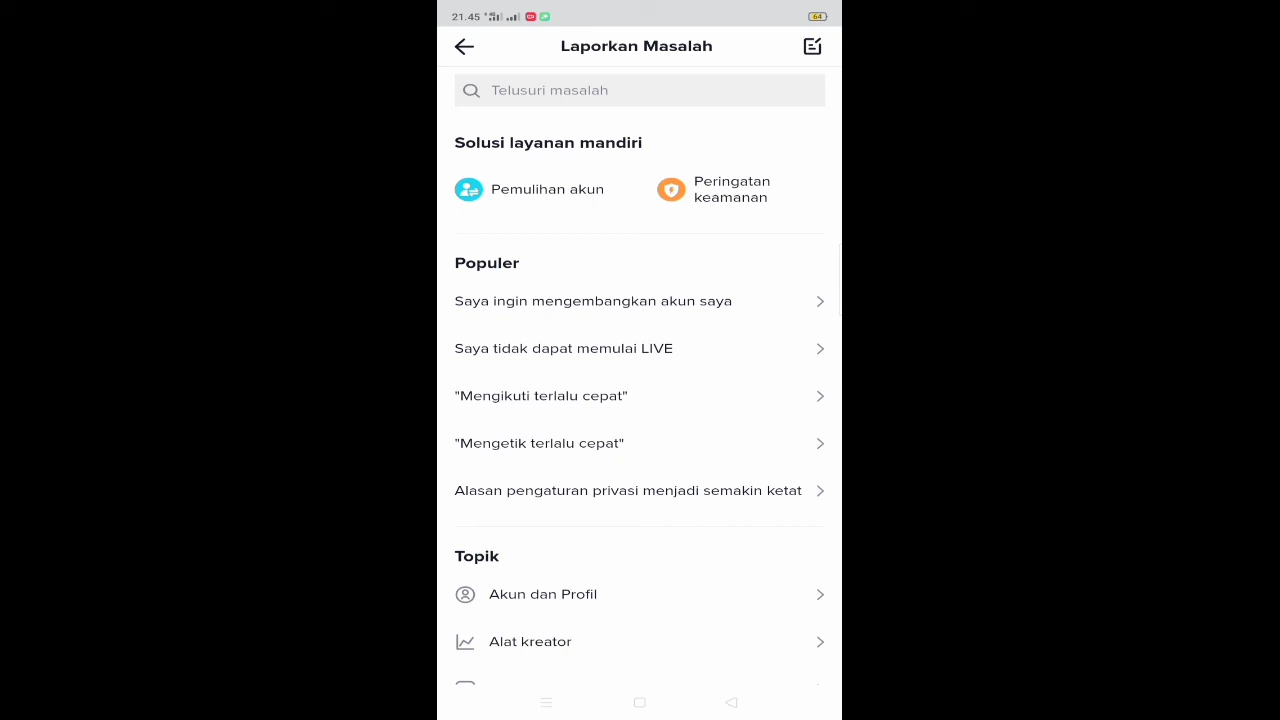 21.45
64
Laporkan Masalah
Telusuri masalah
Solusi layanan mandiri
Pemulihan akun
Peringatan
keamanan
Populer
Saya ingin mengembangkan akun saya
Saya tidak dapat memulai LIVE
"Mengikuti terlalu cepat"
"Mengetik terlalu cepat"
Alasan pengaturan privasi menjadi semakin ketat
Topik
Akun dan Profil
Alat kreator